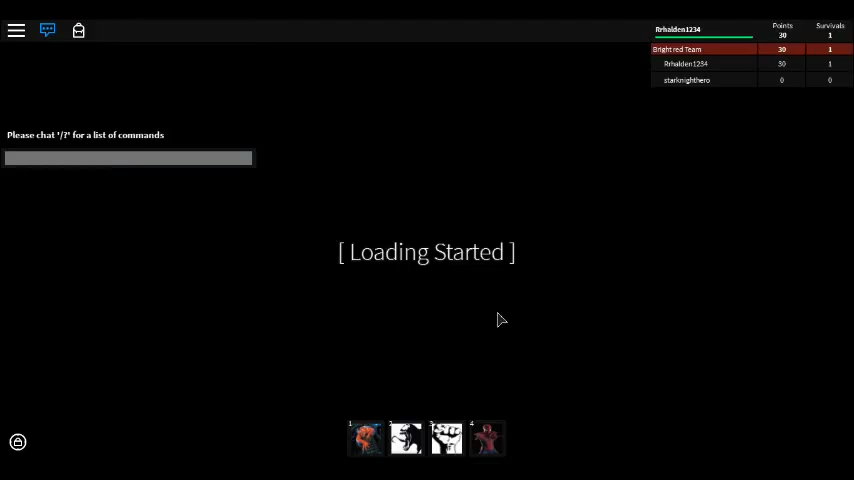 Rrhalden1234
Points
30
Survivals
1
Bright red Team 30 1
Rrhalden1234 30 1
starknighthero 0 0
Please chat '/?' for a list of commands
[ Loading Started ]
1 2 3 4